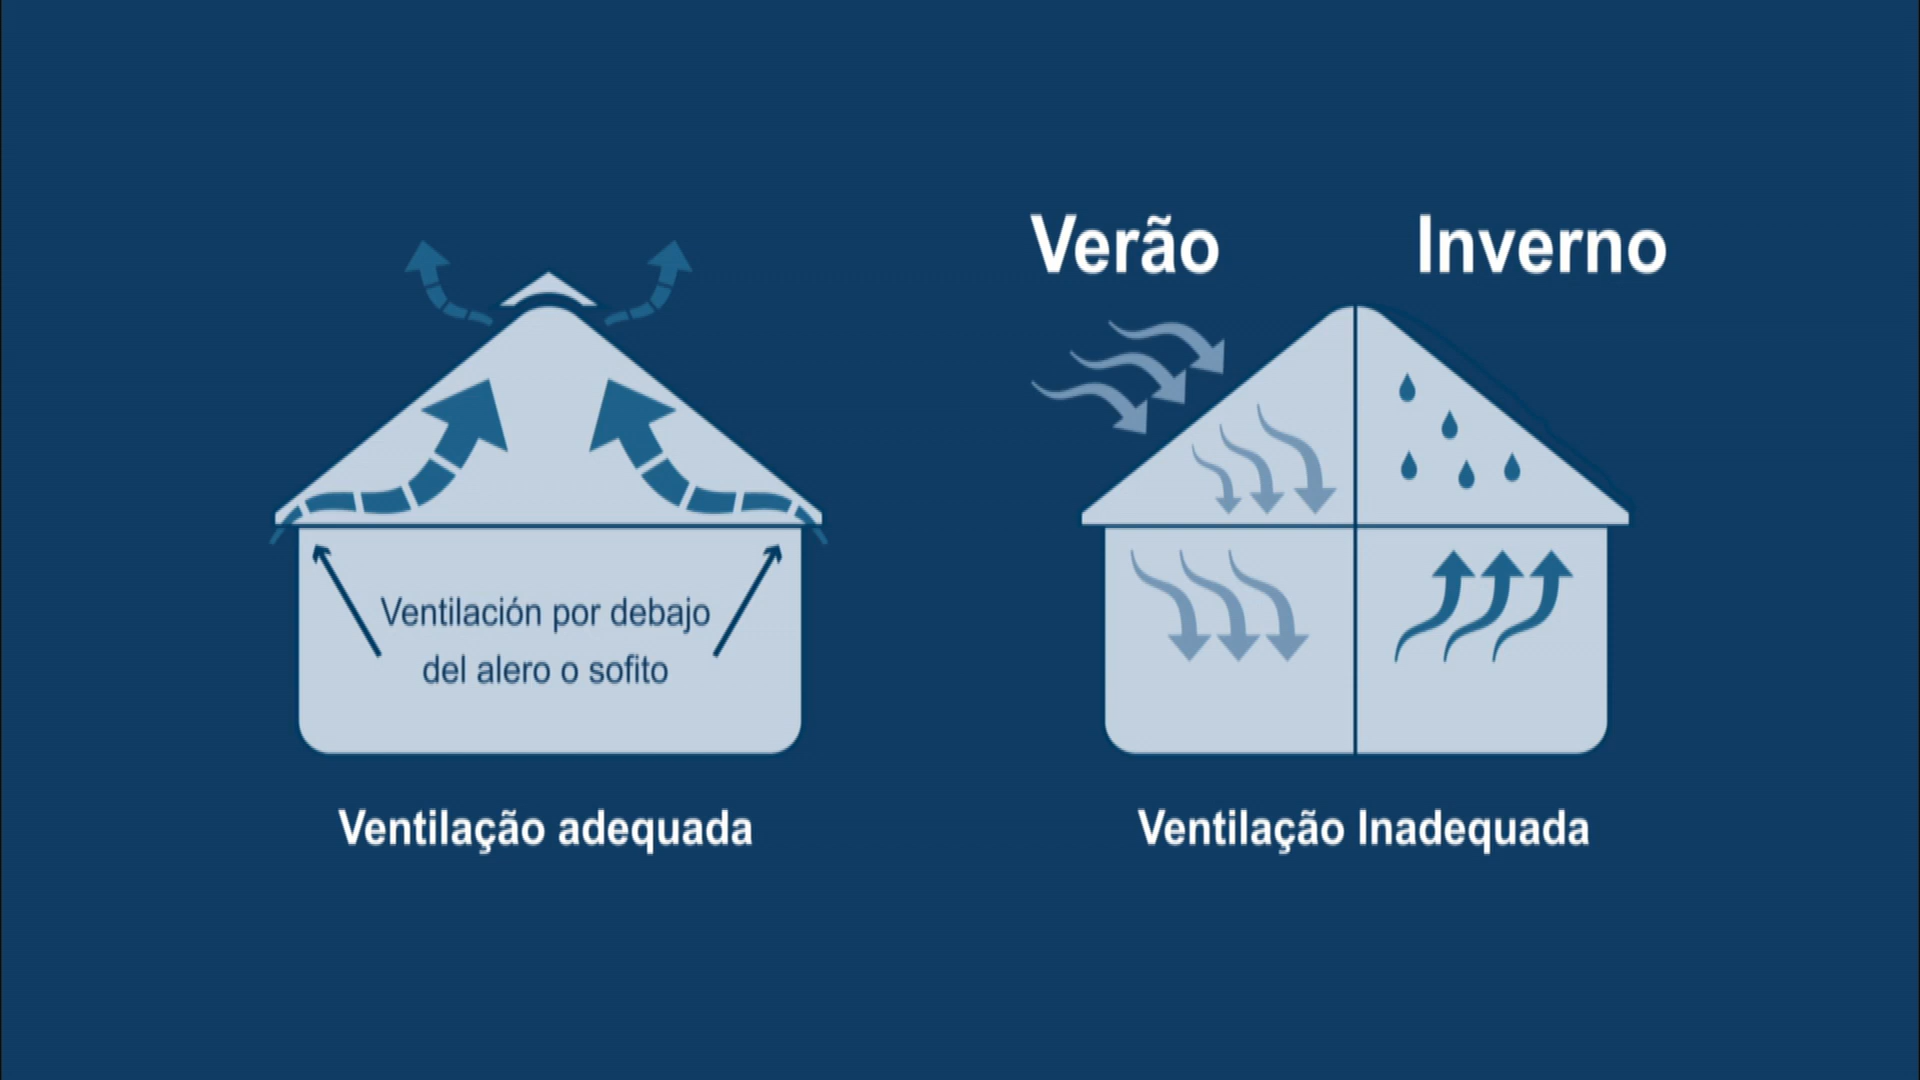 Verão
Inverno
Ventilación por debajo
del alero o sofito
Ventilação adequada
Ventilação Inadequada